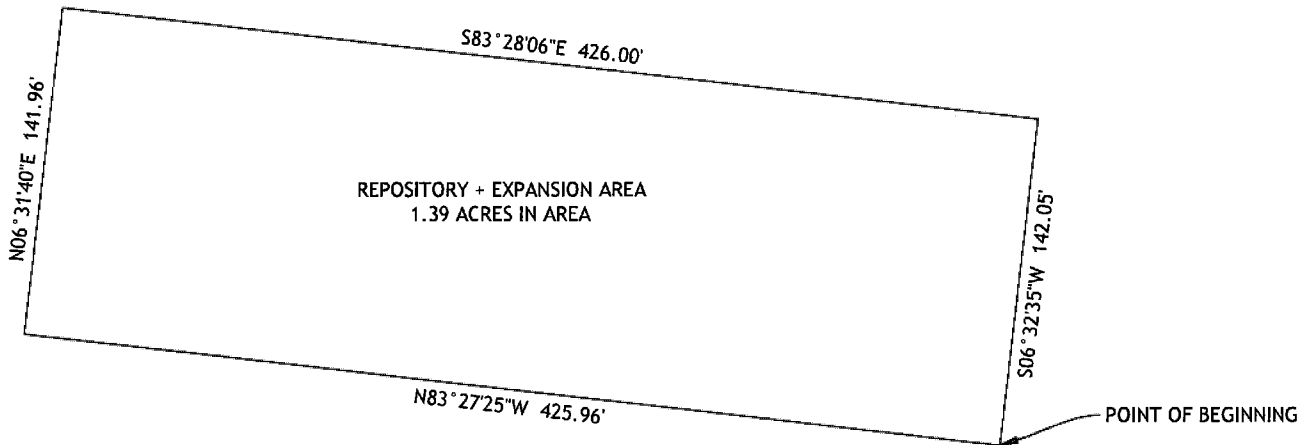 S83°28'06"E 426.00'
N06°31'40"E 141.96'
REPOSITORY + EXPANSION AREA
1.39 ACRES IN AREA
S06°32'35"W 142.05'
N83°27'25"W 425.96'
POINT OF BEGINNING